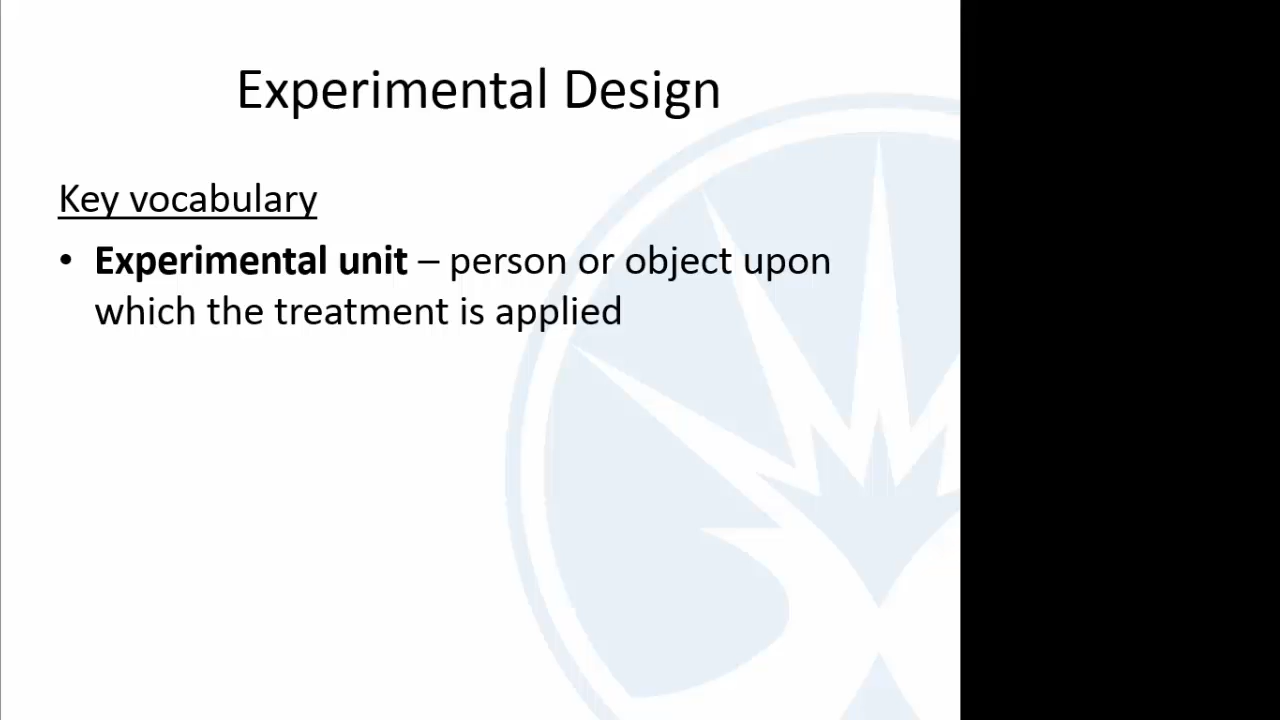 Experimental Design
Key vocabulary
• Experimental unit – person or object upon
which the treatment is applied